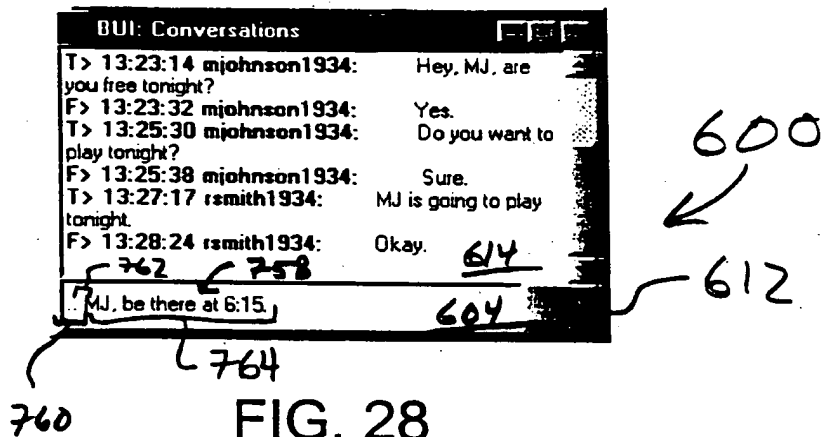 BUI: Conversations
T> 13:23:14 mjohnson1934: Hey, MJ, are
you free tonight?
F> 13:23:32 mjohnson1934: Yes.
T> 13:25:30 mjohnson1934: Do you want to
play tonight?
F> 13:25:38 mjohnson1934: Sure.
T> 13:27:17 rsmith1934: MJ is going to play
tonight.
F> 13:28:24 rsmith1934: Okay.
600
614
762 758
612
MJ, be there at 6:15.
604
764
760
FIG. 28